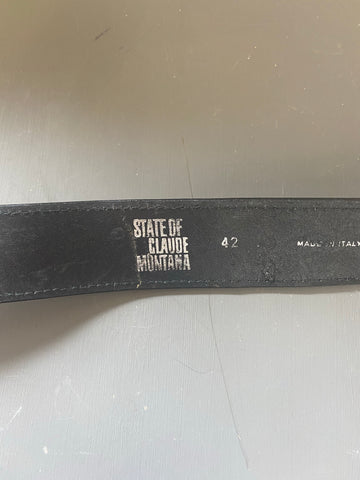 STATE OF
CLAUDE
MONTANA
42
MADE IN ITALY